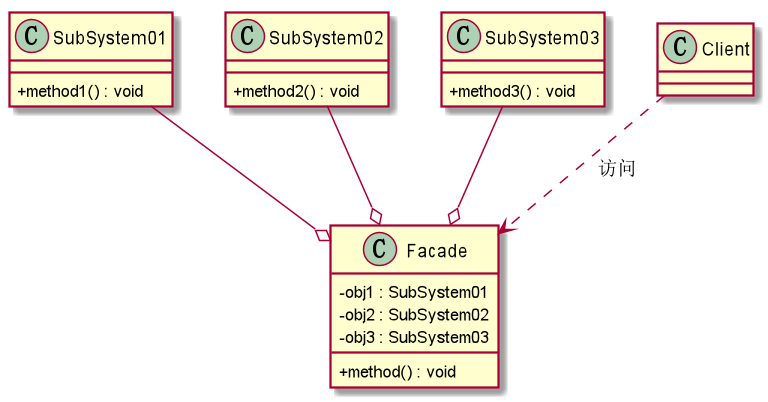 C SubSystem01
+method1() : void
C SubSystem02
+method2() : void
C SubSystem03
+method3() : void
C Client
访问
C Facade
-obj1 : SubSystem01
-obj2 : SubSystem02
-obj3 : SubSystem03
+method() : void